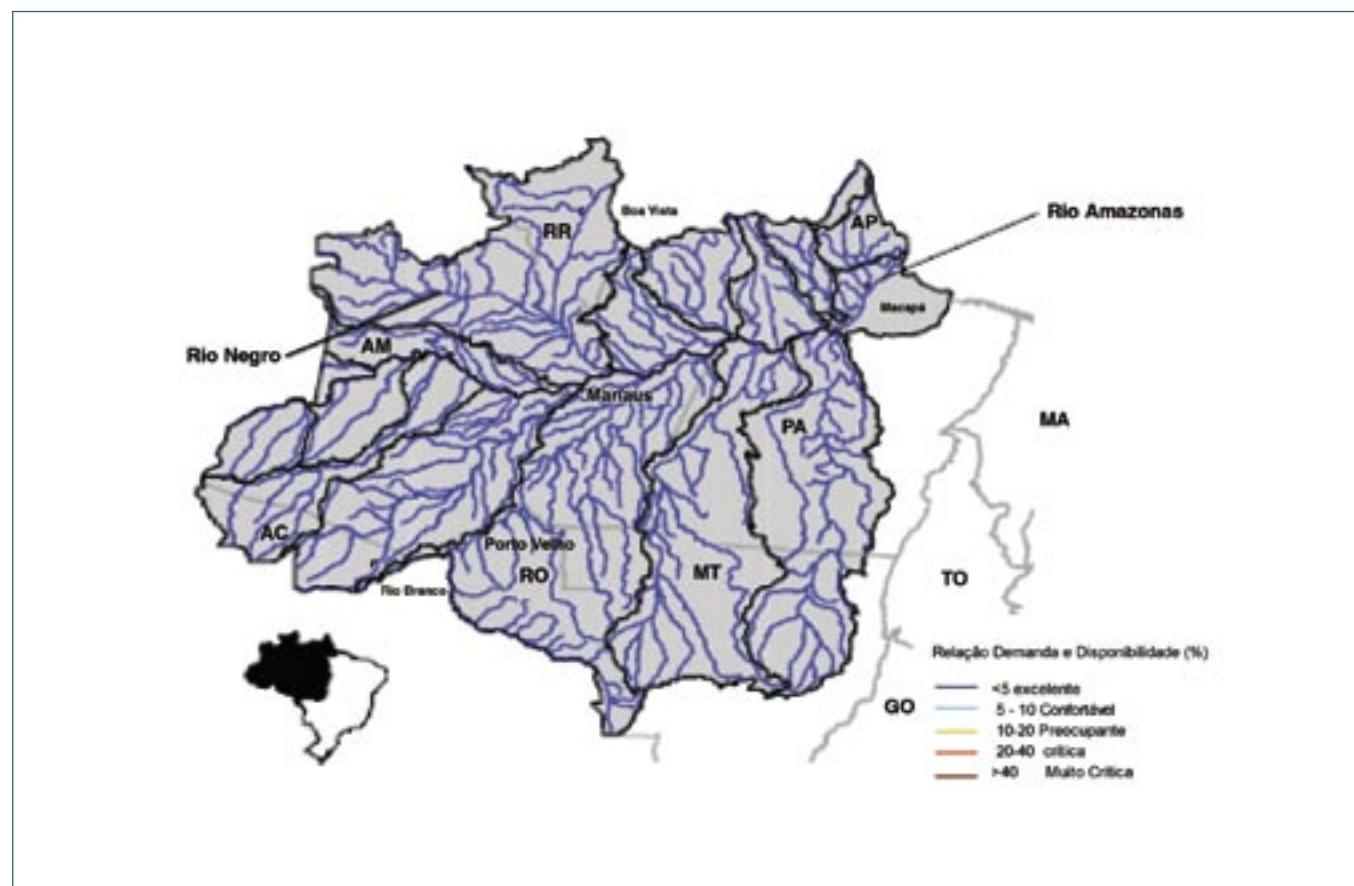 Boa Vista
RR
AP
Rio Amazonas
Macapá
Rio Negro
AM
Manaus
PA
MA
AC
Porto Velho
RO
MT
TO
Rio Branco
GO
Relação Demanda e Disponibilidade (%)
<5 excelente
5 - 10 Confortável
10-20 Preocupante
20-40 crítica
>40 Muito Crítica